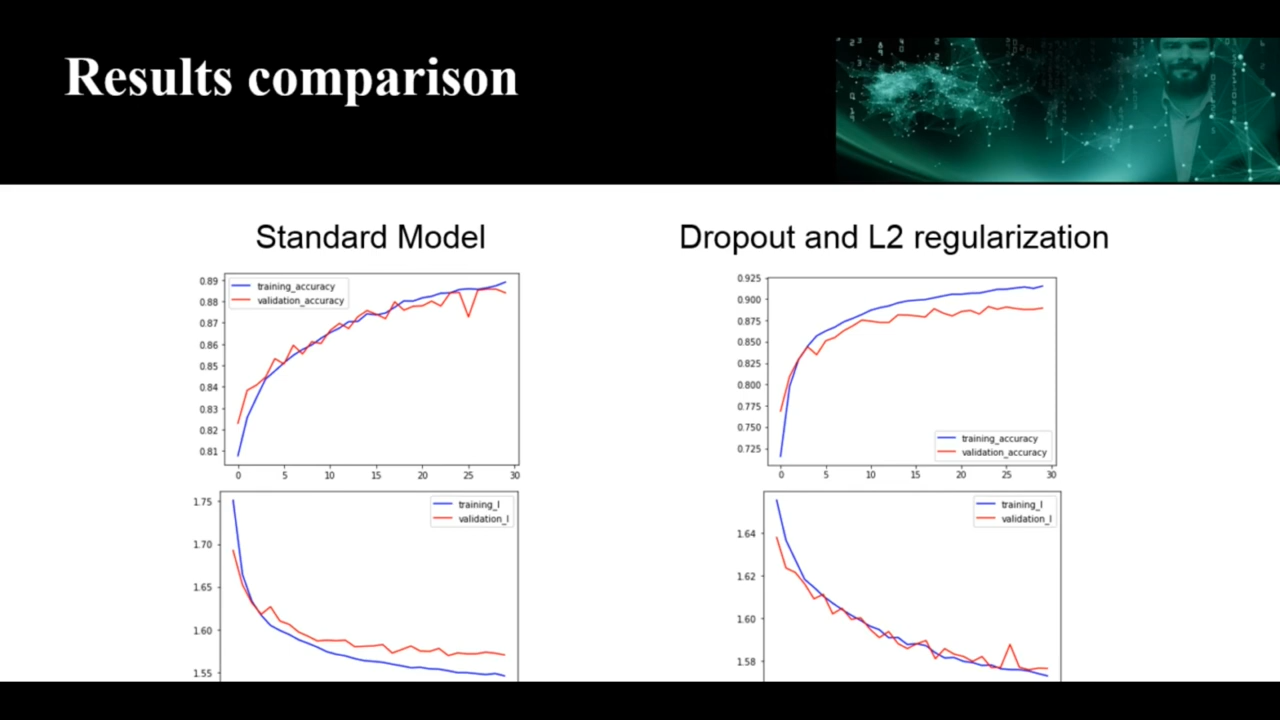 Results comparison
Standard Model
Dropout and L2 regularization
0.89
0.88
0.87
0.86
0.85
0.84
0.83
0.82
0.81
training_accuracy
validation_accuracy
0 5 10 15 20 25 30
0.925
0.900
0.875
0.850
0.825
0.800
0.775
0.750
0.725
training_accuracy
validation_accuracy
0 5 10 15 20 25 30
1.75
1.70
1.65
1.60
1.55
training_l
validation_l
1.64
1.62
1.60
1.58
training_l
validation_l